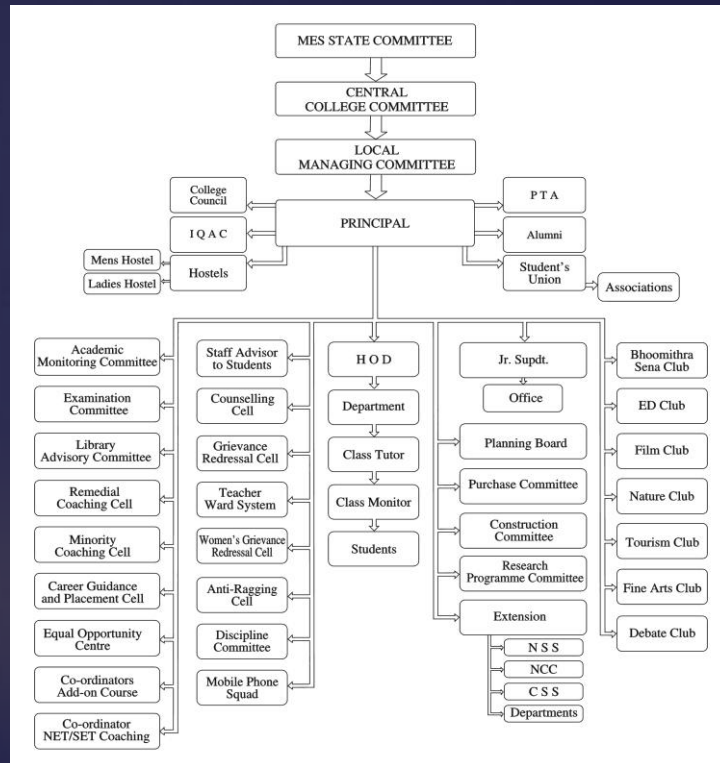 MES STATE COMMITTEE
CENTRAL
COLLEGE COMMITTEE
LOCAL
MANAGING COMMITTEE
College
Council
P T A
PRINCIPAL
I Q A C
Alumni
Mens Hostel
Hostels
Ladies Hostel
Student's
Union
Associations
Academic
Monitoring Committee
Examination
Committee
Library
Advisory Committee
Remedial
Coaching Cell
Minority
Coaching Cell
Career Guidance
and Placement Cell
Equal Opportunity
Centre
Co-ordinators
Add-on Course
Co-ordinator
NET/SET Coaching
Staff Advisor
to Students
Counselling
Cell
Grievance
Redressal Cell
Teacher
Ward System
Women's Grievance
Redressal Cell
Anti-Ragging
Cell
Discipline
Committee
Mobile Phone
Squad
H O D
Department
Class Tutor
Class Monitor
Students
Jr. Supdt.
Office
Planning Board
Purchase Committee
Construction
Committee
Research
Programme Committee
Extension
N S S
NCC
C S S
Departments
Bhoomithra
Sena Club
ED Club
Film Club
Nature Club
Tourism Club
Fine Arts Club
Debate Club